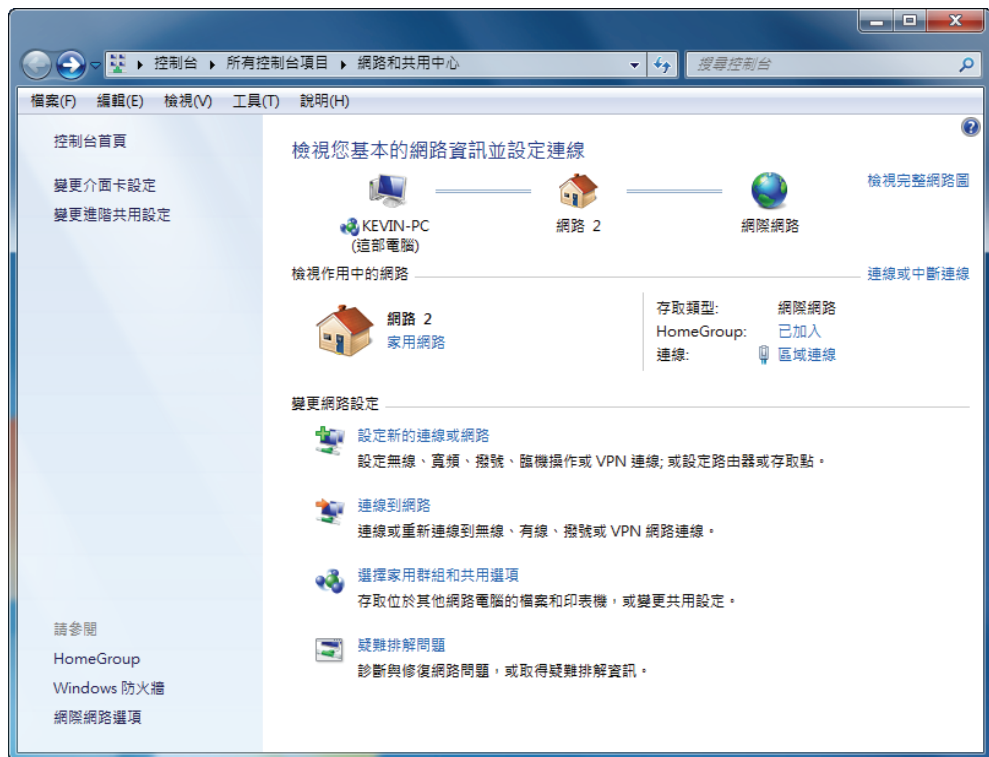 控制台 ▸ 所有控制台項目 ▸ 網路和共用中心
搜尋控制台
檔案(F) 編輯(E) 檢視(V) 工具(T) 說明(H)
控制台首頁
變更介面卡設定
變更進階共用設定
檢視您基本的網路資訊並設定連線
檢視完整網路圖
KEVIN-PC
(這部電腦)
網路 2
網際網路
檢視作用中的網路
連線或中斷連線
網路 2
家用網路
存取類型: 網際網路
HomeGroup: 已加入
連線: 區域連線
變更網路設定
設定新的連線或網路
設定無線、寬頻、撥號、臨機操作或 VPN 連線; 或設定路由器或存取點。
連線到網路
連線或重新連線到無線、有線、撥號或 VPN 網路連線。
選擇家用群組和共用選項
存取位於其他網路電腦的檔案和印表機，或變更共用設定。
疑難排解問題
診斷與修復網路問題，或取得疑難排解資訊。
請參閱
HomeGroup
Windows 防火牆
網際網路選項